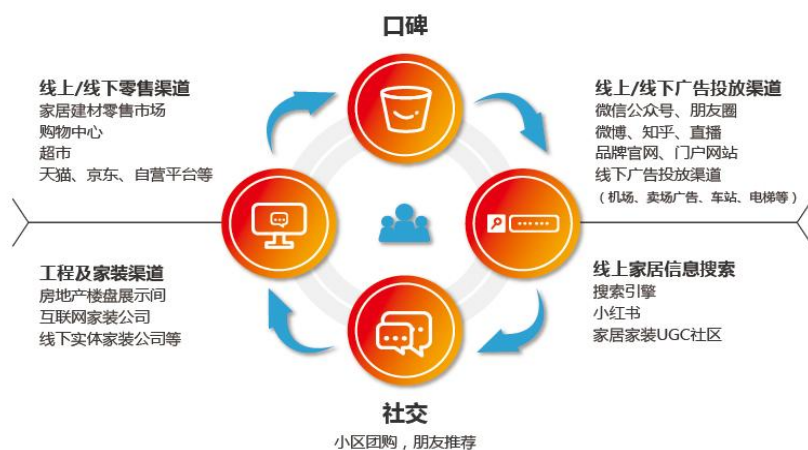 口碑
线上/线下零售渠道
家居建材零售市场
购物中心
超市
天猫、京东、自营平台等
线上/线下广告投放渠道
微信公众号、朋友圈
微博、知乎、直播
品牌官网、门户网站
线下广告投放渠道
（机场、卖场广告、车站、电梯等）
工程及家装渠道
房地产楼盘展示间
互联网家装公司
线下实体家装公司等
线上家居信息搜索
搜索引擎
小红书
家居家装UGC社区
社交
小区团购，朋友推荐